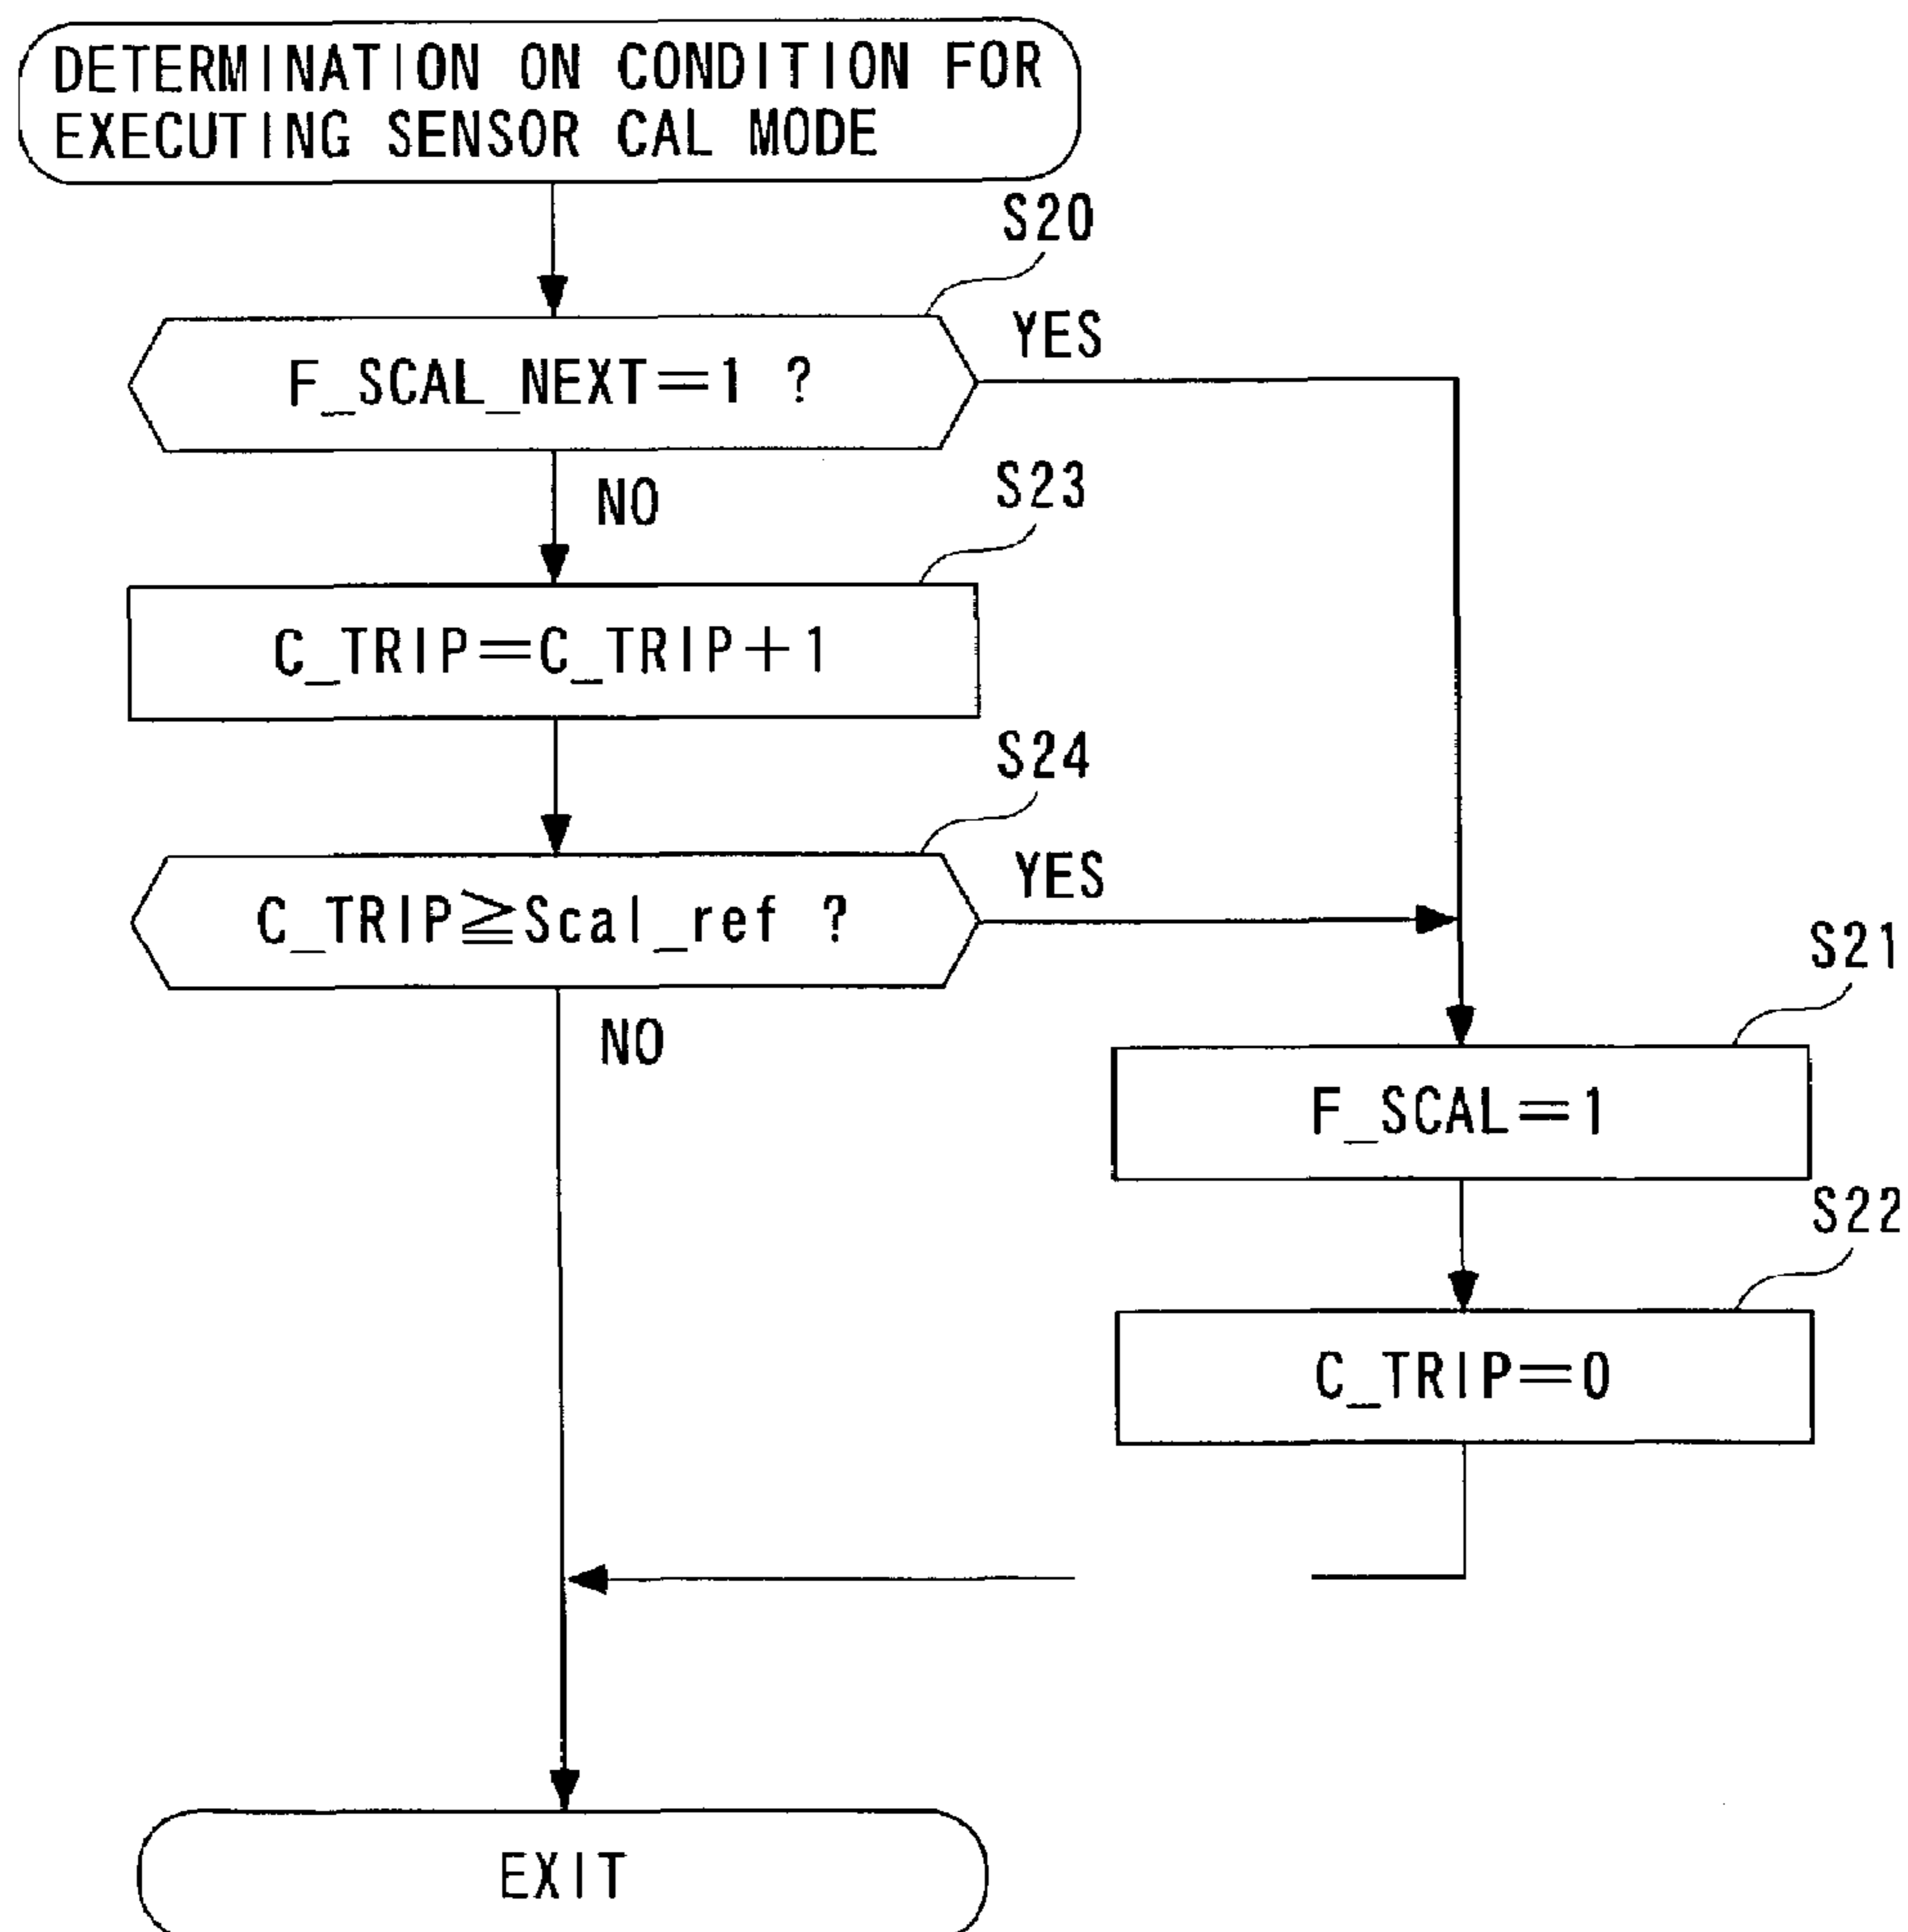 DETERMINATION ON CONDITION FOR
EXECUTING SENSOR CAL MODE
S20
F_SCAL_NEXT=1 ?
YES
NO
S23
C_TRIP=C_TRIP+1
S24
C_TRIP≧Scal_ref ?
YES
NO
S21
F_SCAL=1
S22
C_TRIP=0
EXIT